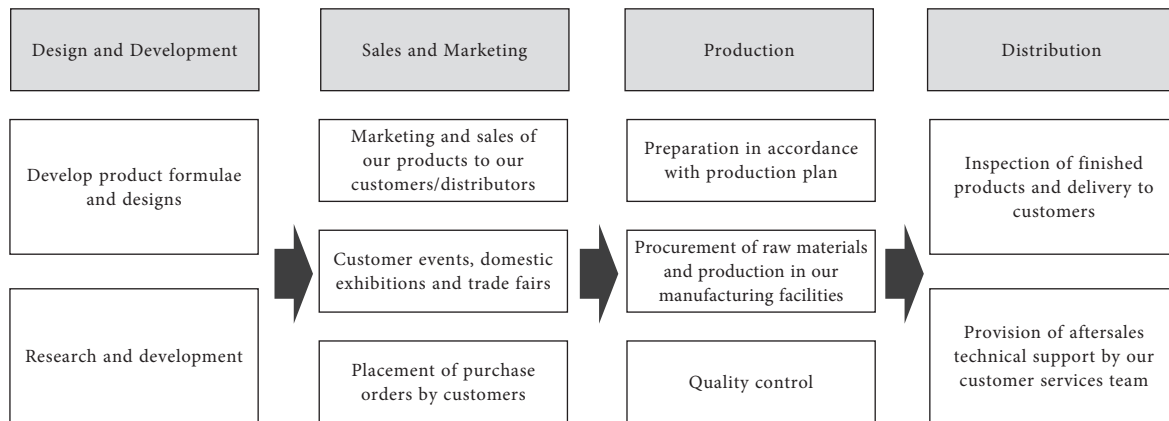 Design and Development
Sales and Marketing
Production
Distribution
Develop product formulae
and designs
Research and development
Marketing and sales of
our products to our
customers/distributors
Customer events, domestic
exhibitions and trade fairs
Placement of purchase
orders by customers
Preparation in accordance
with production plan
Procurement of raw materials
and production in our
manufacturing facilities
Quality control
Inspection of finished
products and delivery to
customers
Provision of aftersales
technical support by our
customer services team